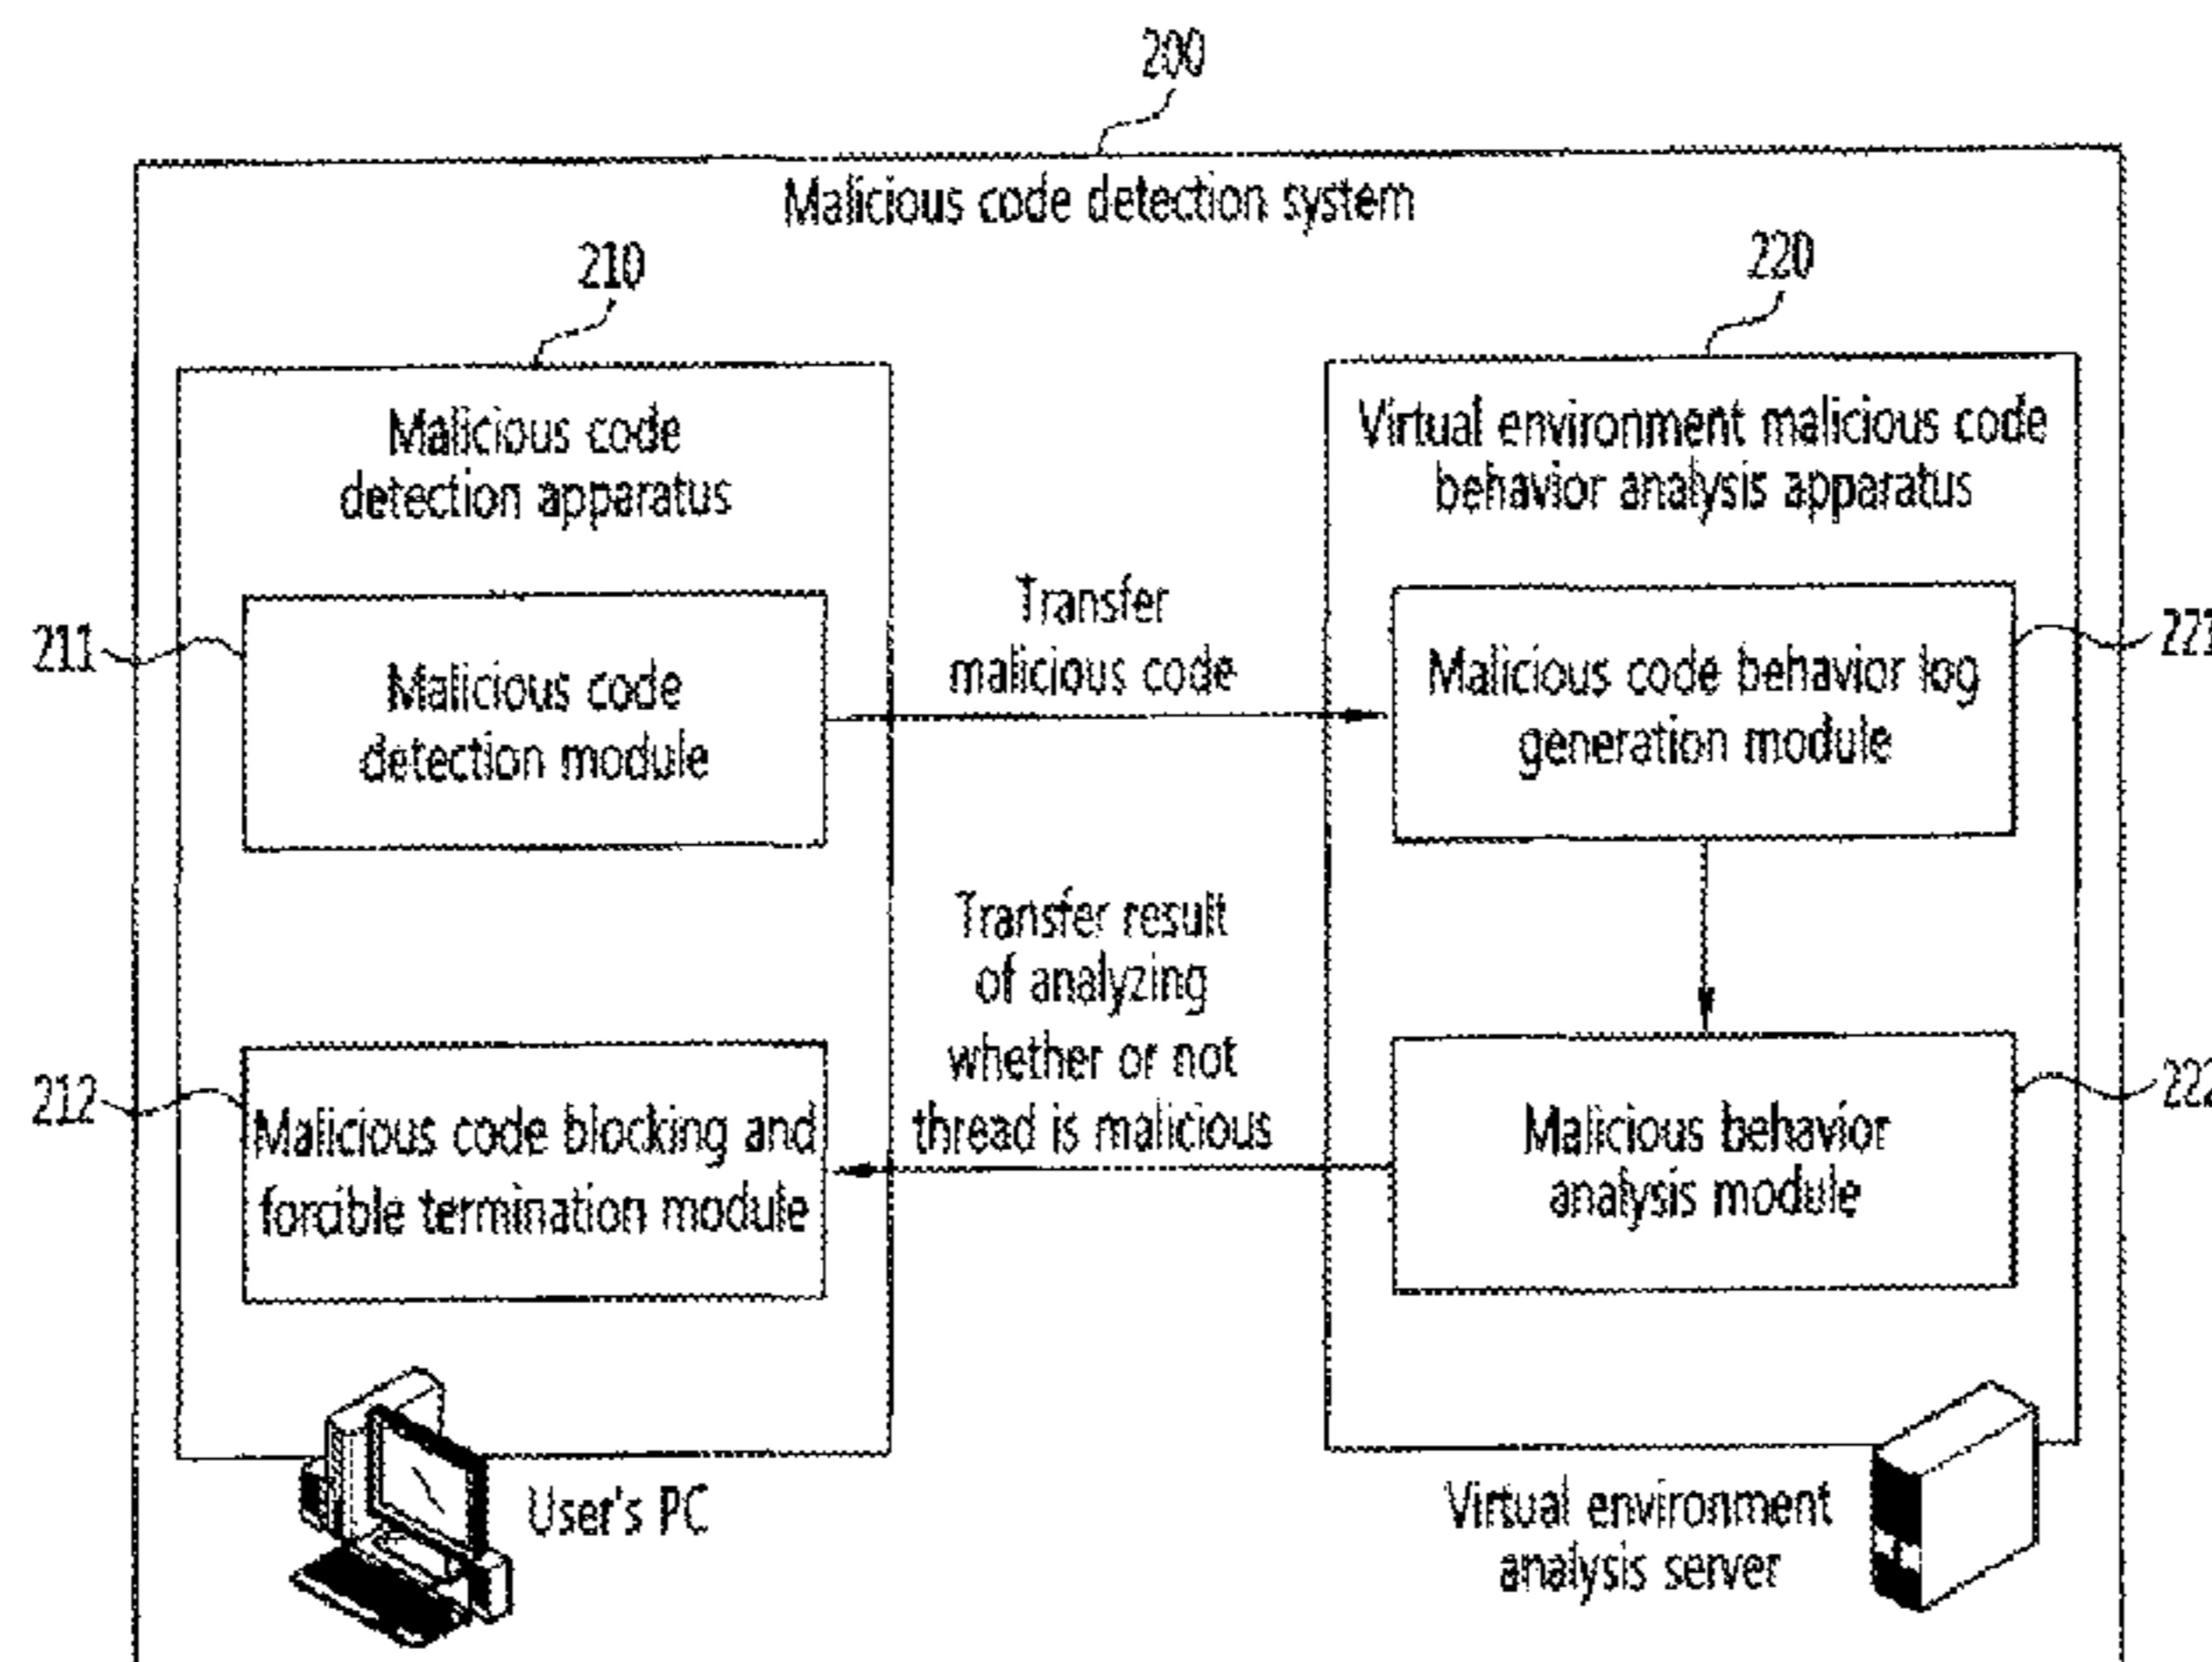 200
Malicious code detection system
210
220
Malicious code
detection apparatus
Virtual environment malicious code
behavior analysis apparatus
211
Malicious code
detection module
Transfer
malicious code
Malicious code behavior log
generation module
221
Transfer result
of analyzing
whether or not
thread is malicious
212
Malicious code blocking and
forcible termination module
Malicious behavior
analysis module
222
User's PC
Virtual environment
analysis server